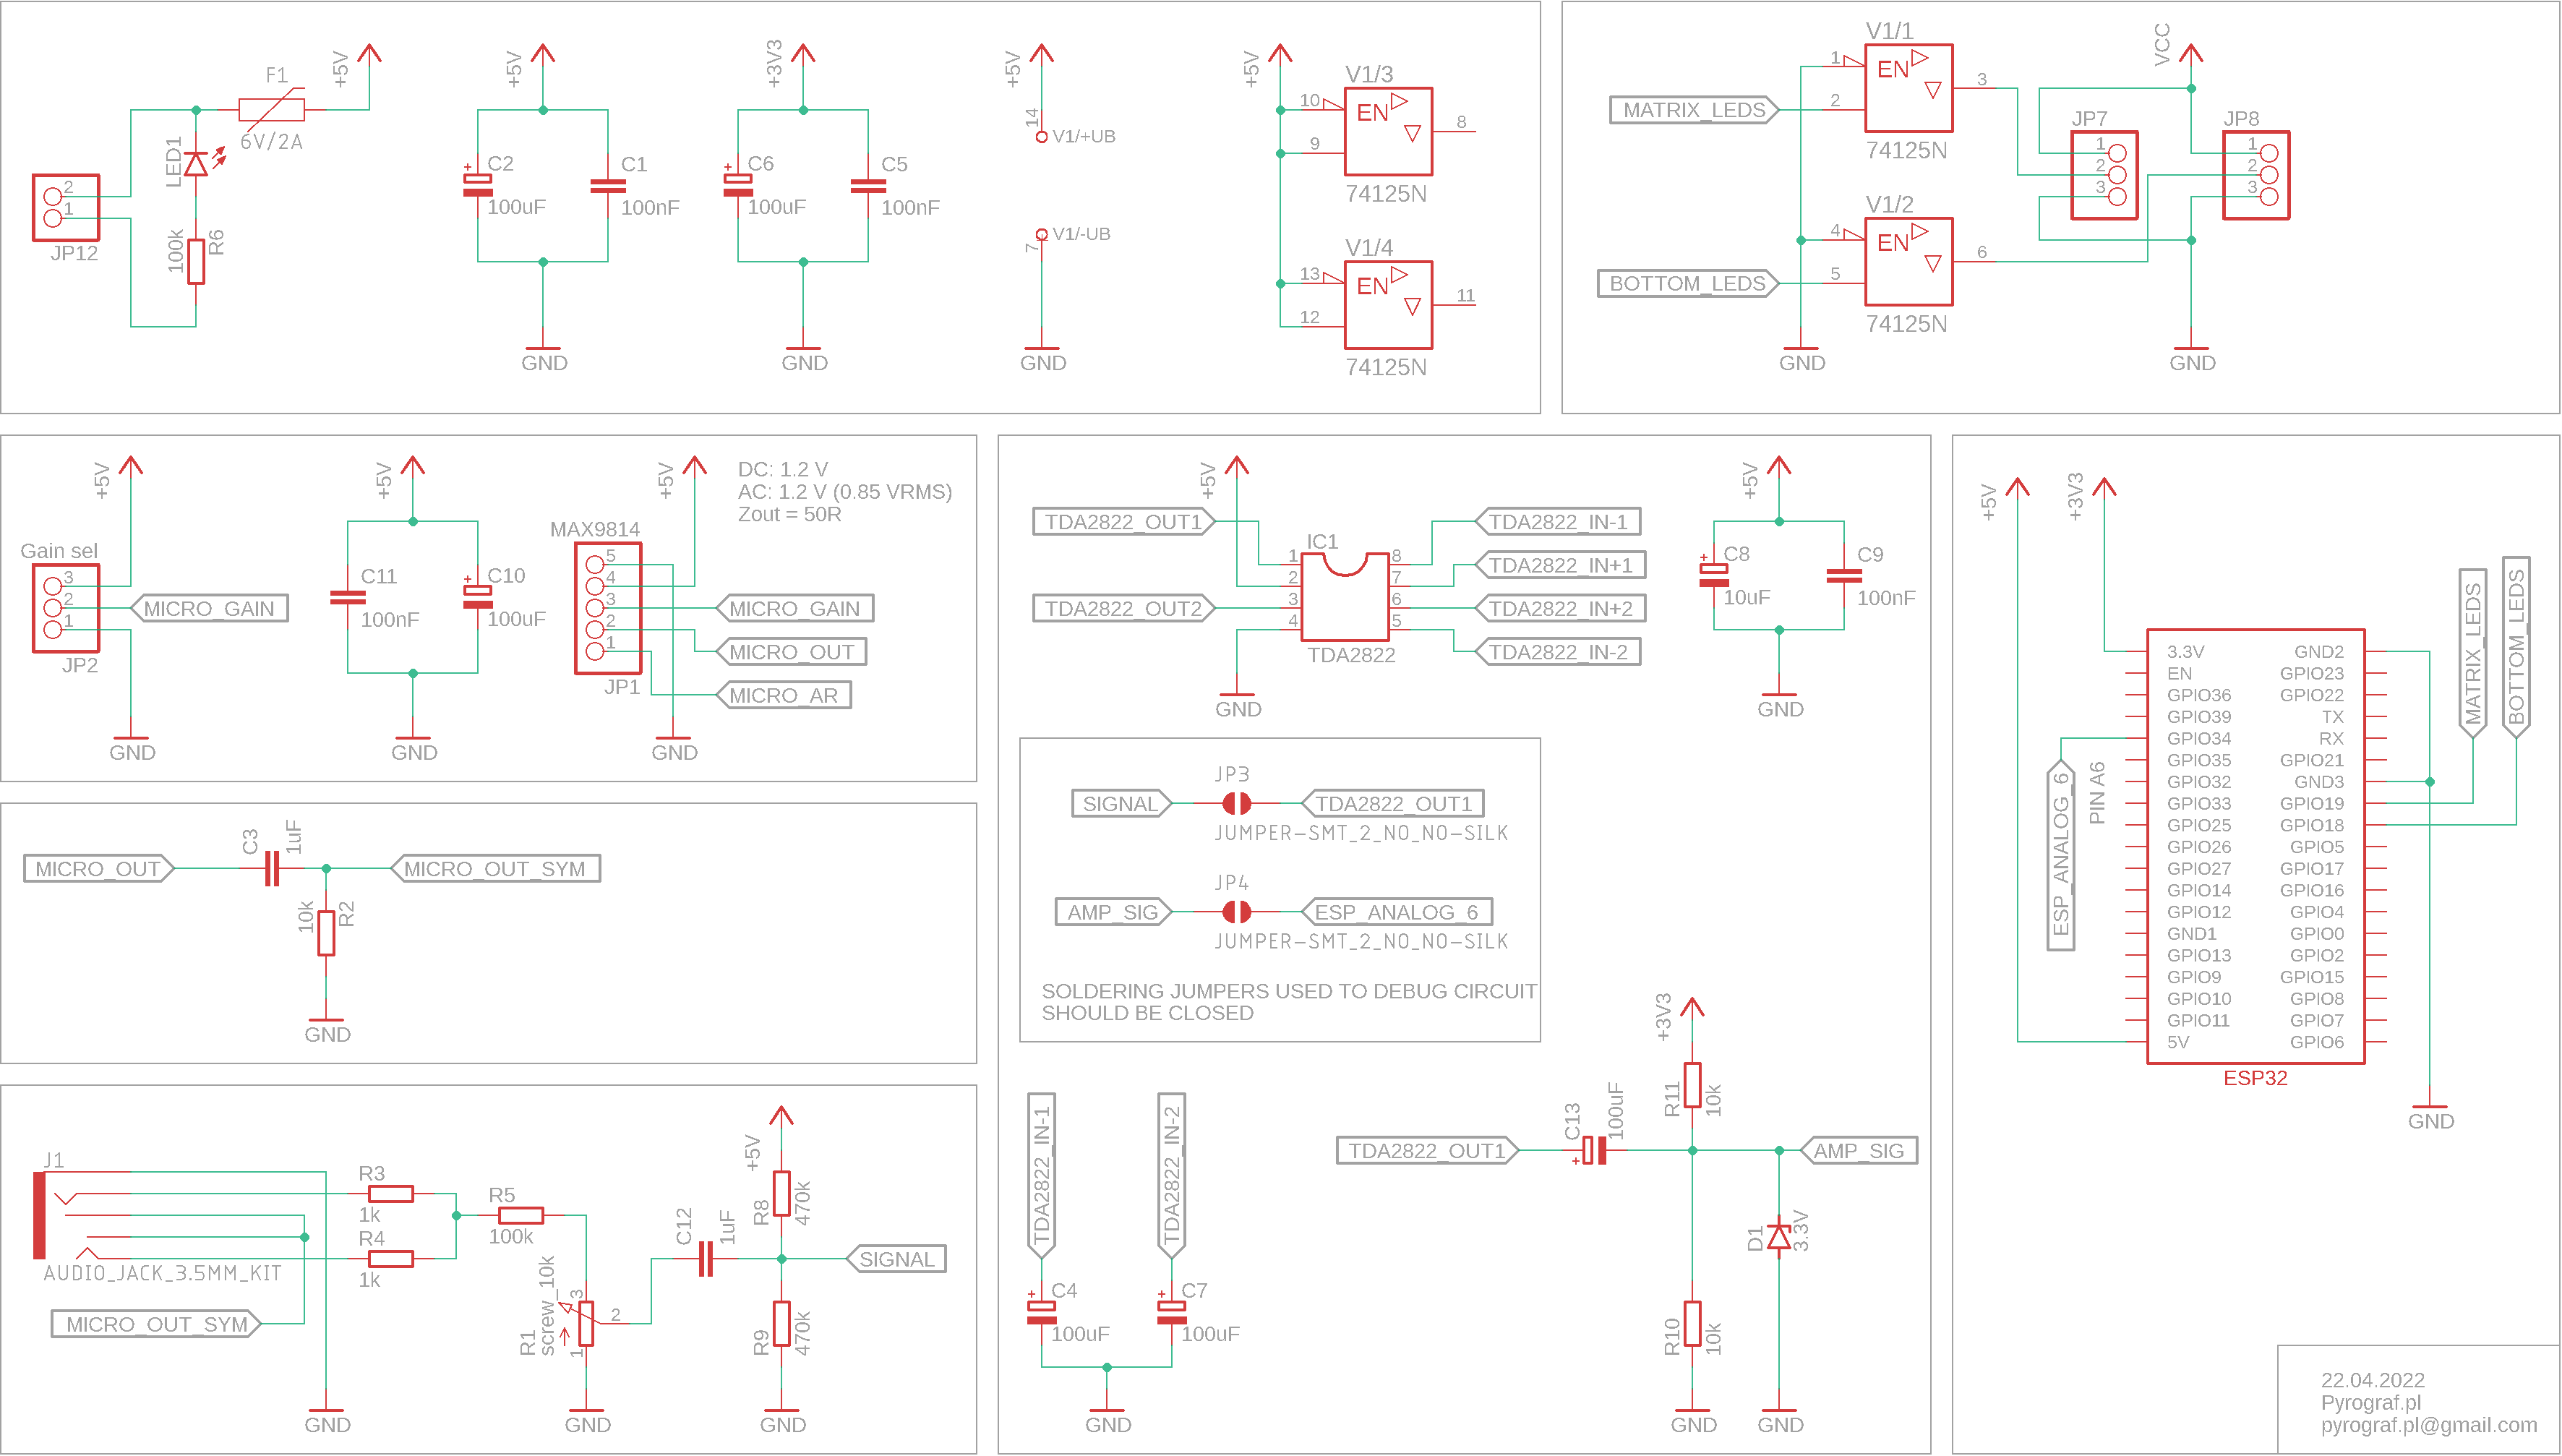 +5V
F1
6V/2A
LED1
2
1
JP12
100k
R6
+5V
C2
100uF
C1
100nF
GND
+3V3
C6
100uF
C5
100nF
GND
+5V
14
V1/+UB
V1/-UB
7
GND
+5V
V1/3
10
EN
9
8
74125N
V1/4
13
EN
12
11
74125N
V1/1
1
EN
2
3
MATRIX_LEDS
74125N
V1/2
4
EN
5
6
BOTTOM_LEDS
74125N
GND
VCC
JP7
1
2
3
JP8
1
2
3
GND
+5V
Gain sel
3
2
1
MICRO_GAIN
JP2
GND
+5V
C11
100nF
C10
100uF
GND
+5V
DC: 1.2 V
AC: 1.2 V (0.85 VRMS)
Zout = 50R
MAX9814
5
4
3
2
1
MICRO_GAIN
MICRO_OUT
MICRO_AR
JP1
GND
MICRO_OUT
C3
1uF
MICRO_OUT_SYM
10k
R2
GND
J1
AUDIO_JACK_3.5MM_KIT
MICRO_OUT_SYM
GND
R3
1k
R4
1k
R5
100k
R1
screw_10k
3
2
1
GND
C12
1uF
+5V
R8
470k
SIGNAL
R9
470k
GND
+5V
TDA2822_OUT1
TDA2822_OUT2
IC1
1
2
3
4
8
7
6
5
TDA2822
TDA2822_IN-1
TDA2822_IN+1
TDA2822_IN+2
TDA2822_IN-2
GND
+5V
C8
10uF
C9
100nF
GND
JP3
SIGNAL
TDA2822_OUT1
JUMPER-SMT_2_NO_NO-SILK
JP4
AMP_SIG
ESP_ANALOG_6
JUMPER-SMT_2_NO_NO-SILK
SOLDERING JUMPERS USED TO DEBUG CIRCUIT
SHOULD BE CLOSED
TDA2822_IN-1
TDA2822_IN-2
C4
100uF
C7
100uF
GND
+3V3
R11
10k
TDA2822_OUT1
C13
100uF
AMP_SIG
R10
10k
D1
3.3V
GND
GND
+5V
+3V3
ESP_ANALOG_6
PIN A6
MATRIX_LEDS
BOTTOM_LEDS
3.3V
EN
GPIO36
GPIO39
GPIO34
GPIO35
GPIO32
GPIO33
GPIO25
GPIO26
GPIO27
GPIO14
GPIO12
GND1
GPIO13
GPIO9
GPIO10
GPIO11
5V
GND2
GPIO23
GPIO22
TX
RX
GPIO21
GND3
GPIO19
GPIO18
GPIO5
GPIO17
GPIO16
GPIO4
GPIO0
GPIO2
GPIO15
GPIO8
GPIO7
GPIO6
ESP32
GND
22.04.2022
Pyrograf.pl
pyrograf.pl@gmail.com